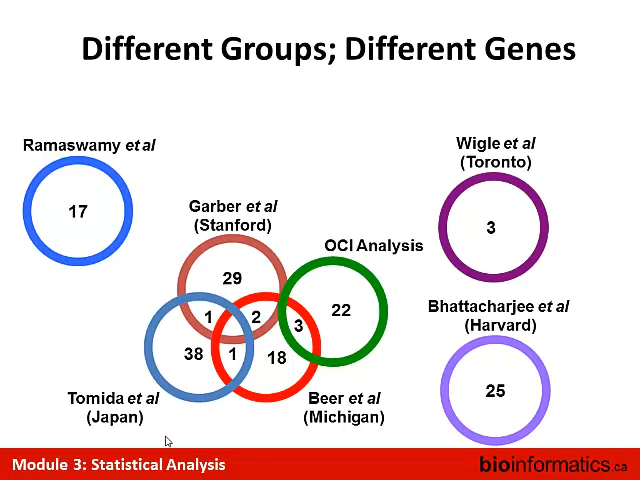 Different Groups; Different Genes
Ramaswamy et al
17
Wigle et al
(Toronto)
3
Garber et al
(Stanford)
29
OCI Analysis
22
1
2
3
38
1
18
Bhattacharjee et al
(Harvard)
25
Tomida et al
(Japan)
Beer et al
(Michigan)
Module 3: Statistical Analysis
bioinformatics.ca